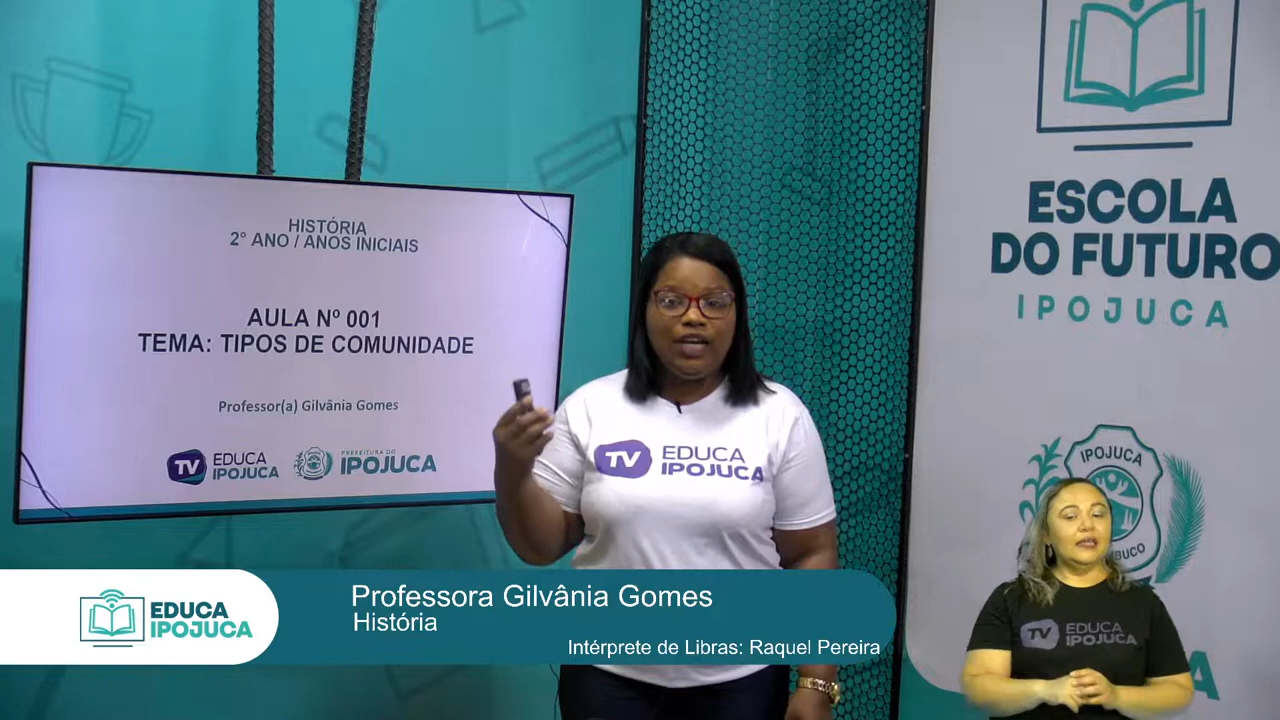 HISTÓRIA
2º ANO / ANOS INICIAIS
AULA Nº 001
TEMA: TIPOS DE COMUNIDADE
Professor(a) Gilvânia Gomes
TV EDUCA IPOJUCA
PREFEITURA DO IPOJUCA
TV EDUCA IPOJUCA
ESCOLA
DO FUTURO
IPOJUCA
IPOJUCA
TV EDUCA IPOJUCA
EDUCA
IPOJUCA
Professora Gilvânia Gomes
História
Intérprete de Libras: Raquel Pereira